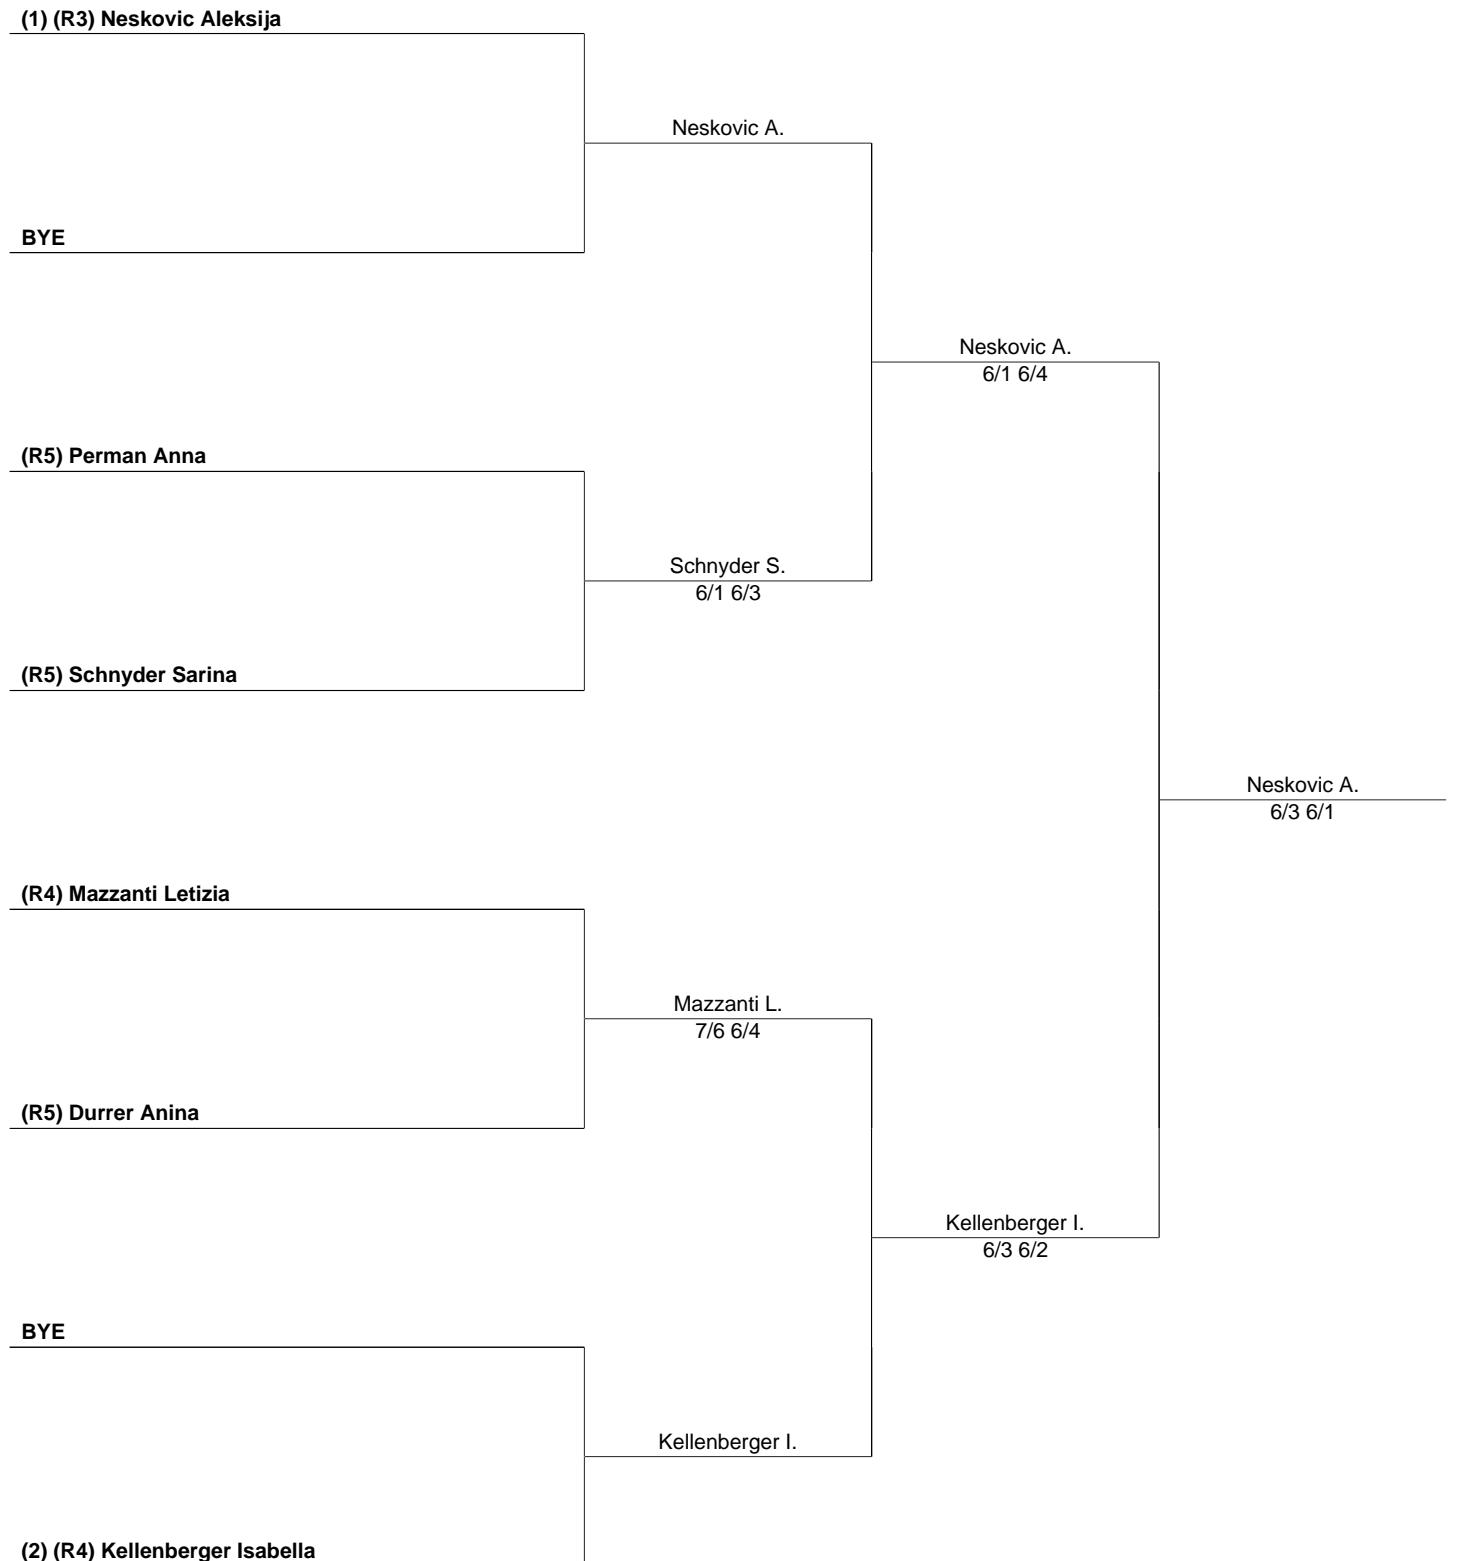 (1) (R3) Neskovic Aleksija
Neskovic A.
BYE
Neskovic A.
6/1 6/4
(R5) Perman Anna
Schnyder S.
6/1 6/3
(R5) Schnyder Sarina
Neskovic A.
6/3 6/1
(R4) Mazzanti Letizia
Mazzanti L.
7/6 6/4
(R5) Durrer Anina
Kellenberger I.
6/3 6/2
BYE
Kellenberger I.
(2) (R4) Kellenberger Isabella